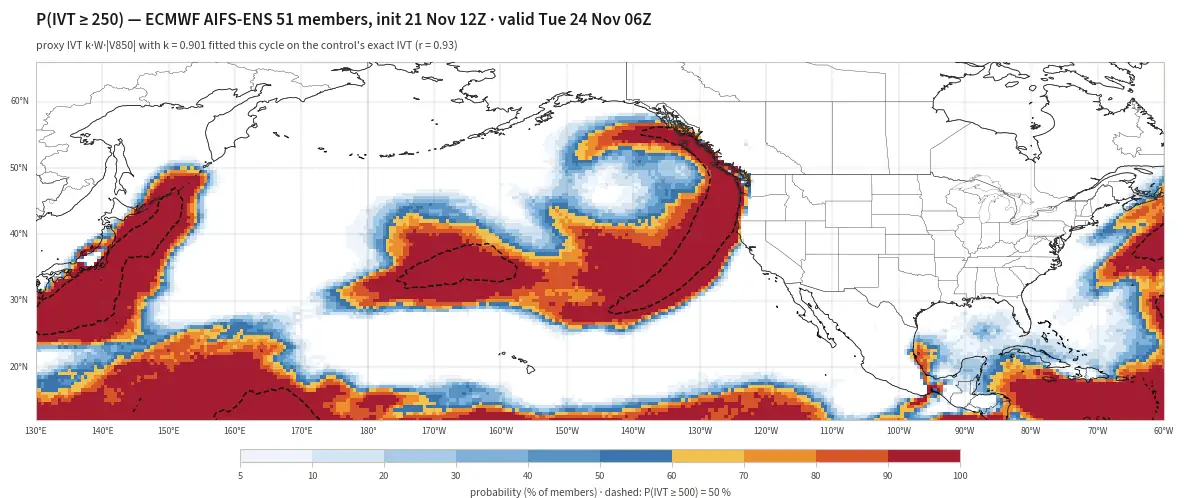 P(IVT ≥ 250) — ECMWF AIFS-ENS 51 members, init 21 Nov 12Z · valid Tue 24 Nov 06Z
proxy IVT k·W·|V850| with k = 0.901 fitted this cycle on the control's exact IVT (r = 0.93)
60°N
50°N
40°N
30°N
20°N
130°E 140°E 150°E 160°E 170°E 180° 170°W 160°W 150°W 140°W 130°W 120°W 110°W 100°W 90°W 80°W 70°W 60°W
5 10 20 30 40 50 60 70 80 90 100
probability (% of members) · dashed: P(IVT ≥ 500) = 50 %